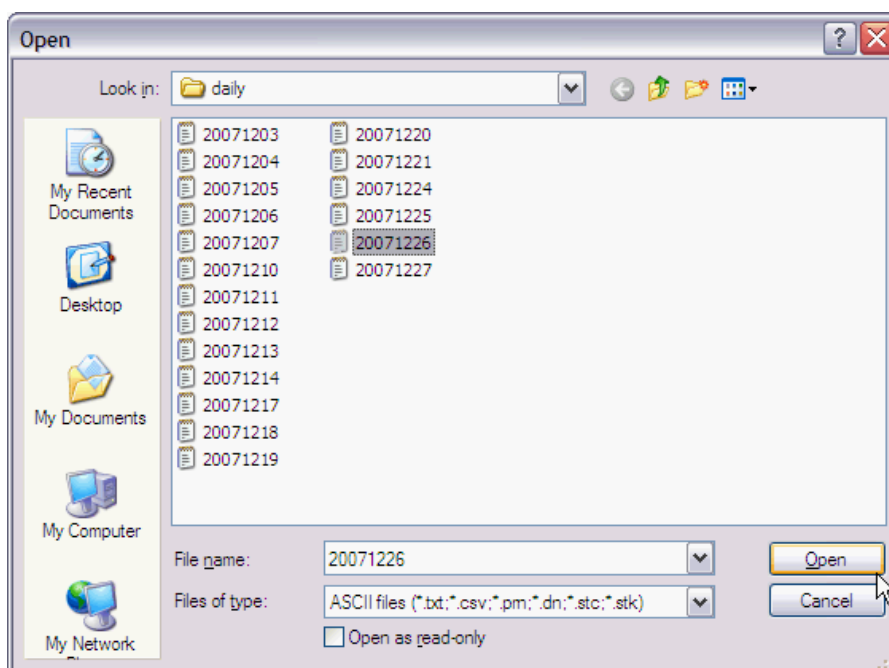 Open
Look in: daily
My Recent
Documents
Desktop
My Documents
My Computer
My Network
20071203
20071204
20071205
20071206
20071207
20071210
20071211
20071212
20071213
20071214
20071217
20071218
20071219
20071220
20071221
20071224
20071225
20071226
20071227
File name: 20071226 Open
Files of type: ASCII files (*.txt;*.csv;*.prn;*.dn;*.stc;*.stk) Cancel
Open as read-only